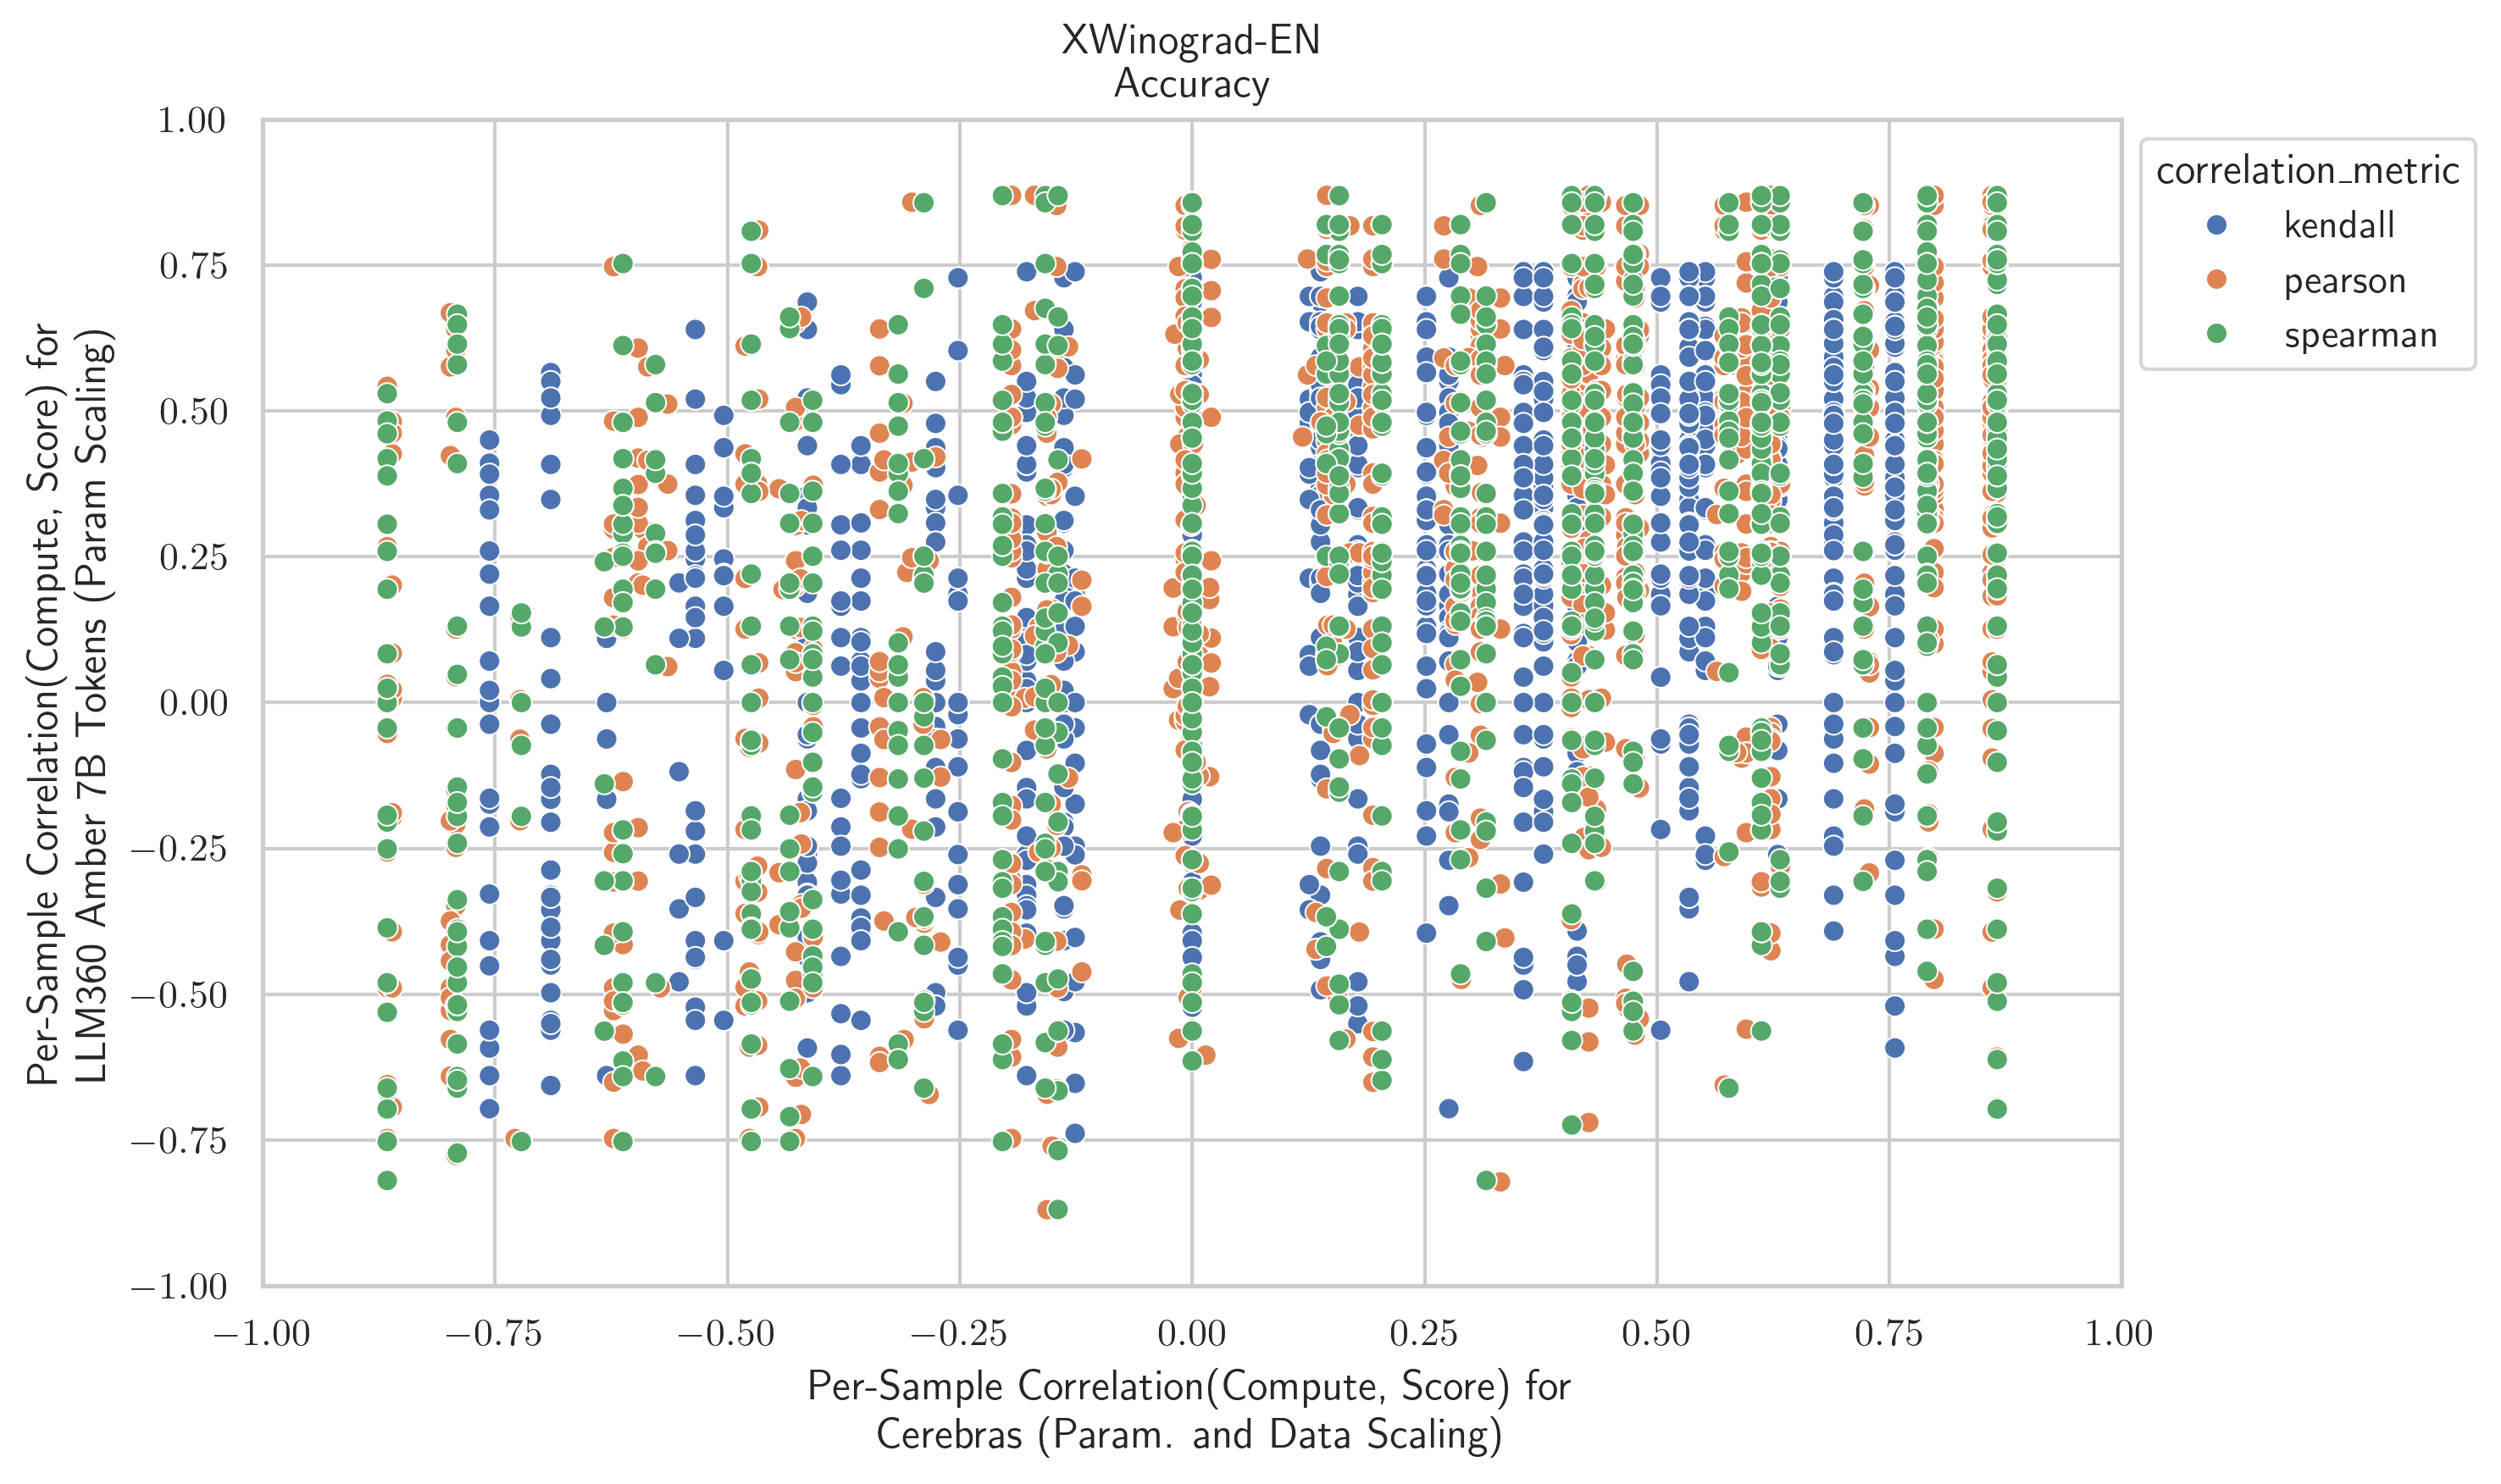 XWinograd-EN
Accuracy
Per-Sample Correlation(Compute, Score) for
LLM360 Amber 7B Tokens (Param Scaling)
1.00
0.75
0.50
0.25
0.00
−0.25
−0.50
−0.75
−1.00
−1.00 −0.75 −0.50 −0.25 0.00 0.25 0.50 0.75 1.00
Per-Sample Correlation(Compute, Score) for
Cerebras (Param. and Data Scaling)
correlation_metric
kendall
pearson
spearman